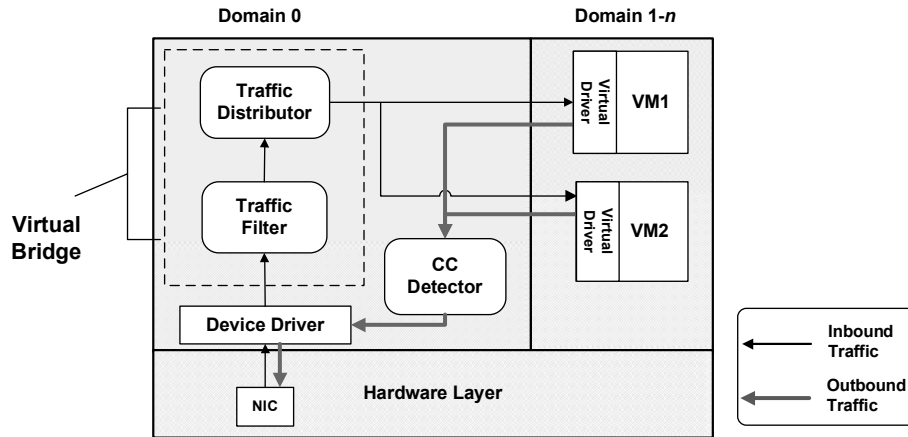 Domain 0
Domain 1-n
Traffic
Distributor
Virtual
Driver
VM1
Traffic
Filter
Virtual
Driver
VM2
Virtual
Bridge
CC
Detector
Device Driver
Inbound
Traffic
NIC
Hardware Layer
Outbound
Traffic